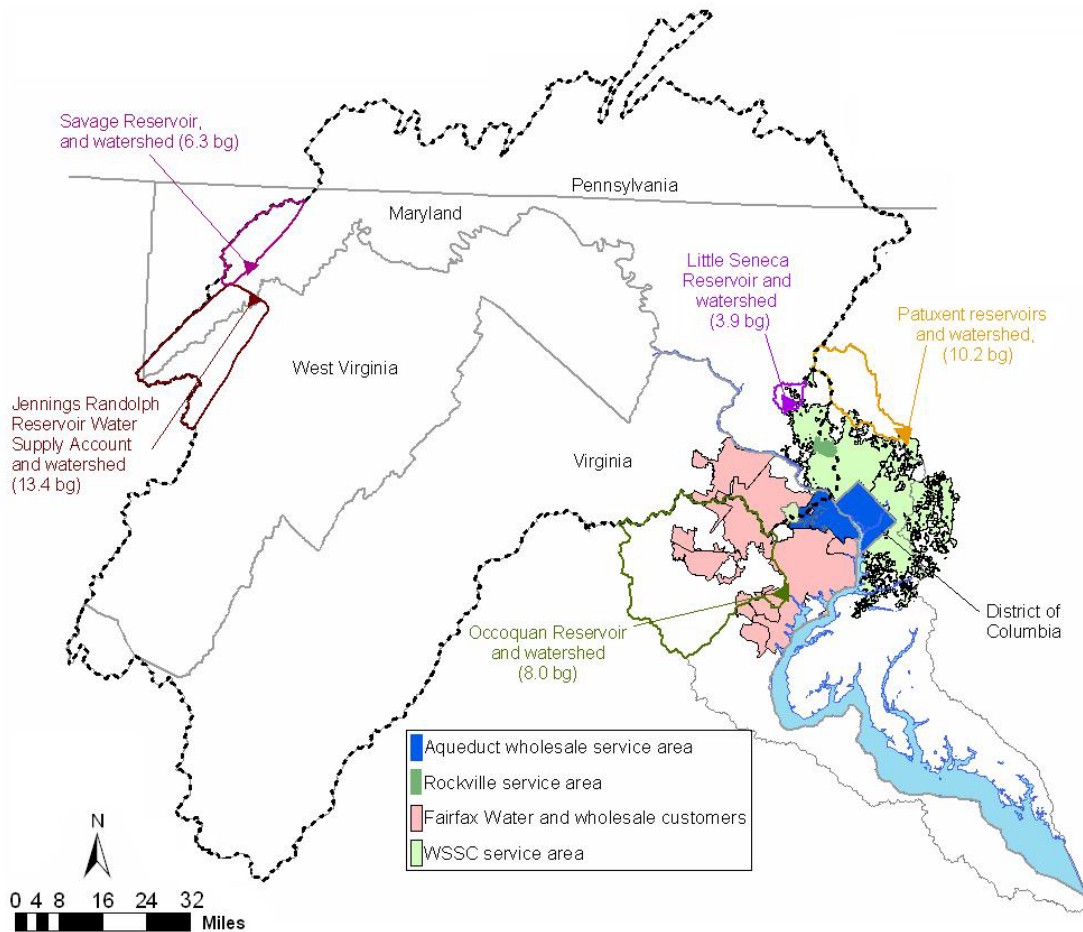 Savage Reservoir,
and watershed (6.3 bg)
Pennsylvania
Maryland
Little Seneca
Reservoir and
watershed
(3.9 bg)
Patuxent reservoirs
and watershed,
(10.2 bg)
West Virginia
Jennings Randolph
Reservoir Water
Supply Account
and watershed
(13.4 bg)
Virginia
Occoquan Reservoir
and watershed
(8.0 bg)
District of
Columbia
Aqueduct wholesale service area
Rockville service area
Fairfax Water and wholesale customers
WSSC service area
N
0 4 8 16 24 32
Miles